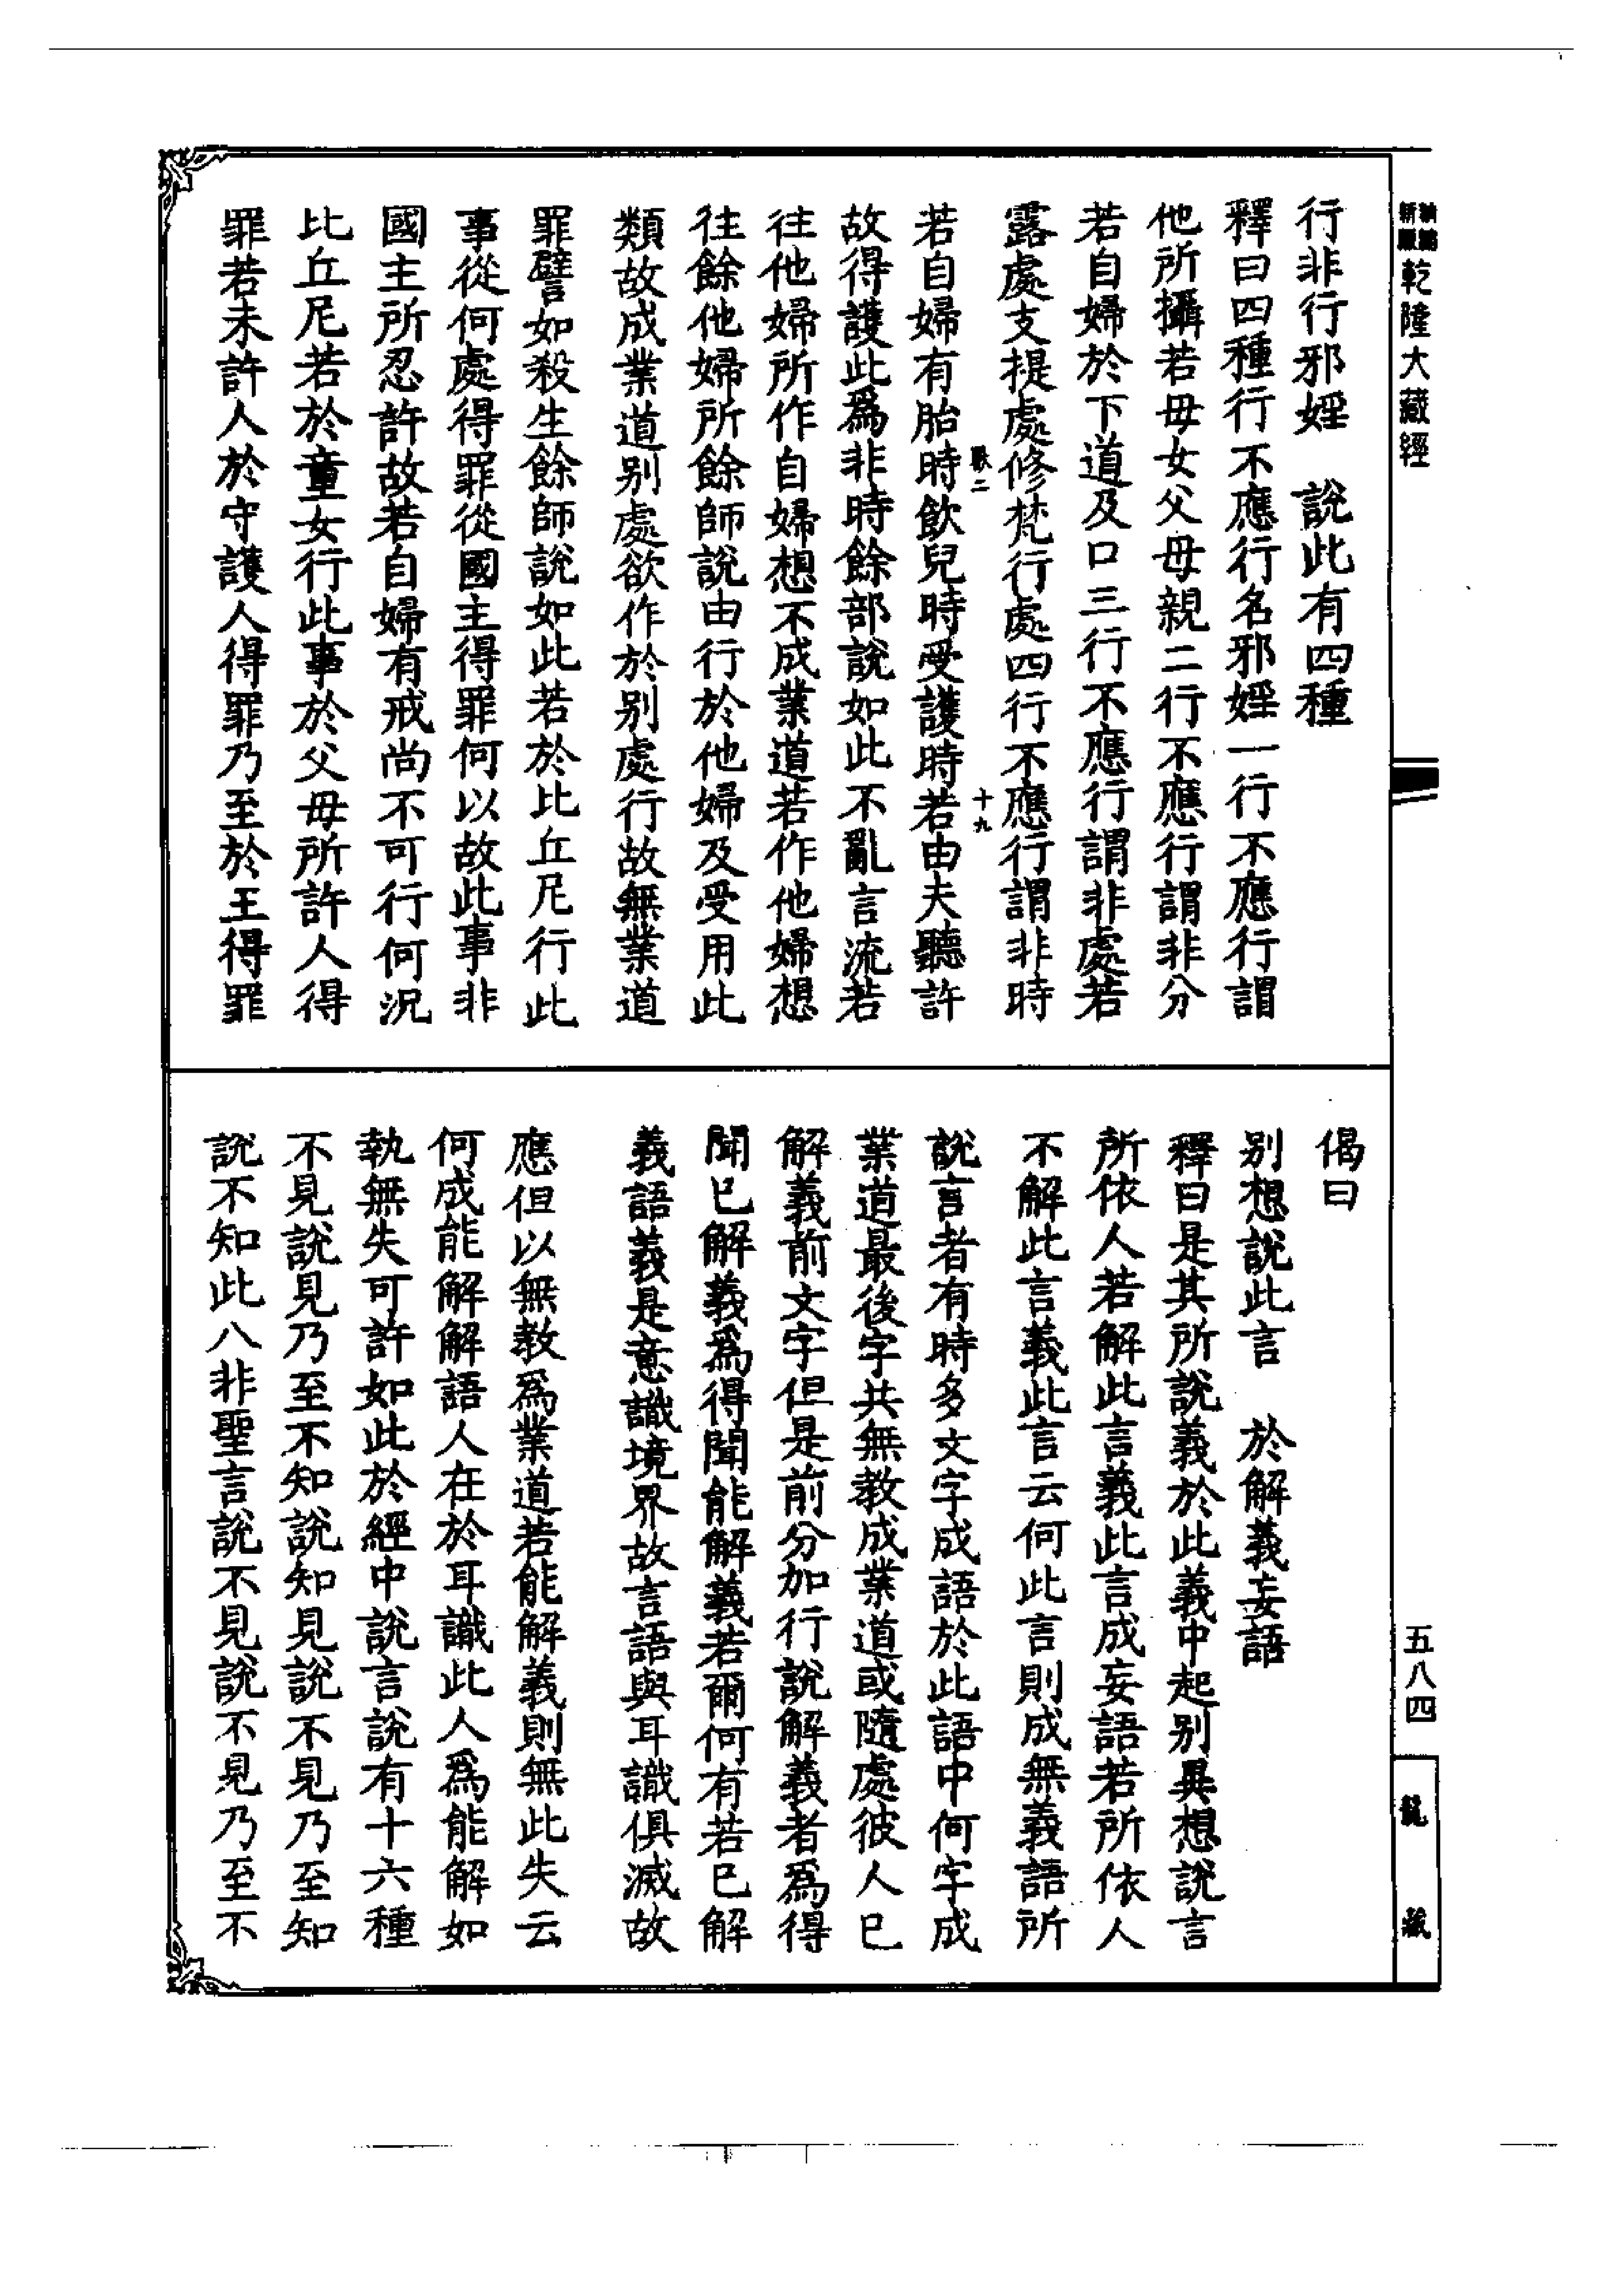 乾隆大藏經
行非行邪婬　說此有四種
釋曰四種行不應行名邪婬一行不應行謂
他所攝若母女父母親二行不應行謂非分
若自婦於下道及口三行不應行謂非處若
露處支提處修梵行處四行不應行謂非時
十九
若自婦有胎時飲兒時受護時若由夫聽許
故得護此爲非時餘部說如此不亂言流若
往他婦所作自婦想不成業道若作他婦想
往餘他婦所餘師說由行於他婦及受用此
類故成業道別處欲作於別處行故無業道
罪譬如殺生餘師說如此若於比丘尼行此
事從何處得罪從國主得罪何以故此事非
國主所忍許故若自婦有戒尚不可行何況
比丘尼若於童女行此事於父母所許人得
罪若未許人於守護人得罪乃至於王得罪
偈曰
別想說此言　於解義妄語
釋曰是其所說義於此義中起別異想說言
所依人若解此言義此言成妄語若所依人
不解此言義此言云何此言則成無義語所
說言者有時多文字成語於此語中何字成
業道最後字共無教成業道或隨處彼人已
解義前文字但是前分加行說解義者爲得
聞已解義爲得聞能解義若爾何有若已解
義語義是意識境界故言語與耳識俱滅故
應但以無教爲業道若能解義則無此失云
何成能解解語人在於耳識此人爲能解如
執無失可許如此於經中說言說有十六種
不見說見乃至不知說知見說不見乃至知
說不知此八非聖言說不見說不見乃至不
五八四
龍藏